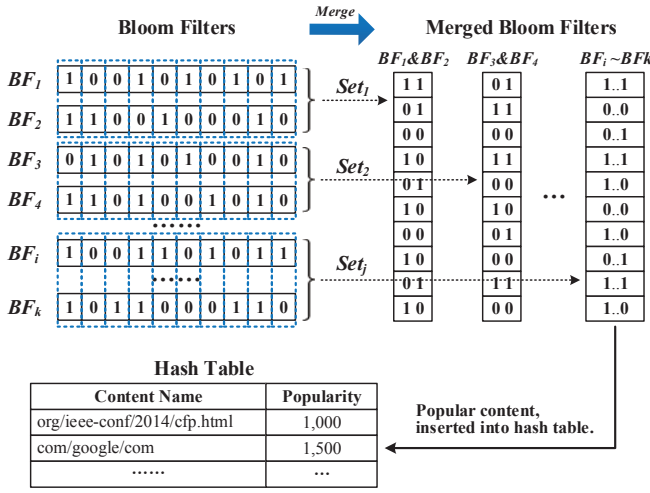 Bloom Filters
Merge
Merged Bloom Filters
BF1&BF2 BF3&BF4 BFi ~BFk
BF1 1 0 0 1 0 1 0 1 0 1
BF2 1 1 0 0 1 0 0 0 1 0
BF3 0 1 0 1 0 1 0 0 1 0
BF4 1 1 0 1 0 0 1 0 1 0
······
BFi 1 0 0 1 1 0 1 0 1 1
······
BFk 1 0 1 1 0 0 0 1 1 0
Set1
Set2
Setj
1 1 0 1 1..1
0 1 1 1 0..0
0 0 0 0 0..1
1 0 1 1 1..1
0 1 0 0 1..0
1 0 1 0 0..0
0 0 0 1 1..0
1 0 0 0 0..1
0 1 1 1 1..1
1 0 0 0 1..0
···
Hash Table
Content Name Popularity
org/ieee-conf/2014/cfp.html 1,000
com/google/com 1,500
······ ···
Popular content,
inserted into hash table.